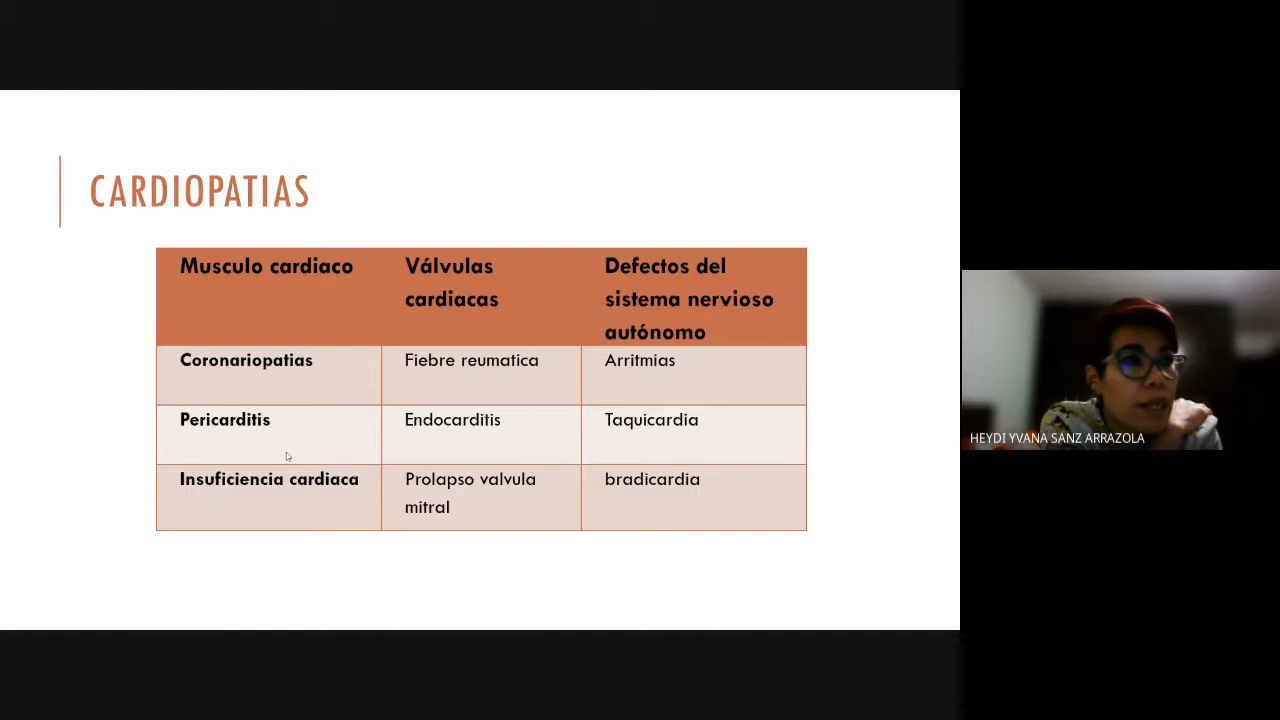 CARDIOPATIAS
Musculo cardiaco
Válvulas
cardiacas
Defectos del
sistema nervioso
autónomo
Coronariopatias
Fiebre reumatica
Arritmias
Pericarditis
Endocarditis
Taquicardia
Insuficiencia cardiaca
Prolapso valvula
mitral
bradicardia
HEYDI YVANA SANZ ARRAZOLA